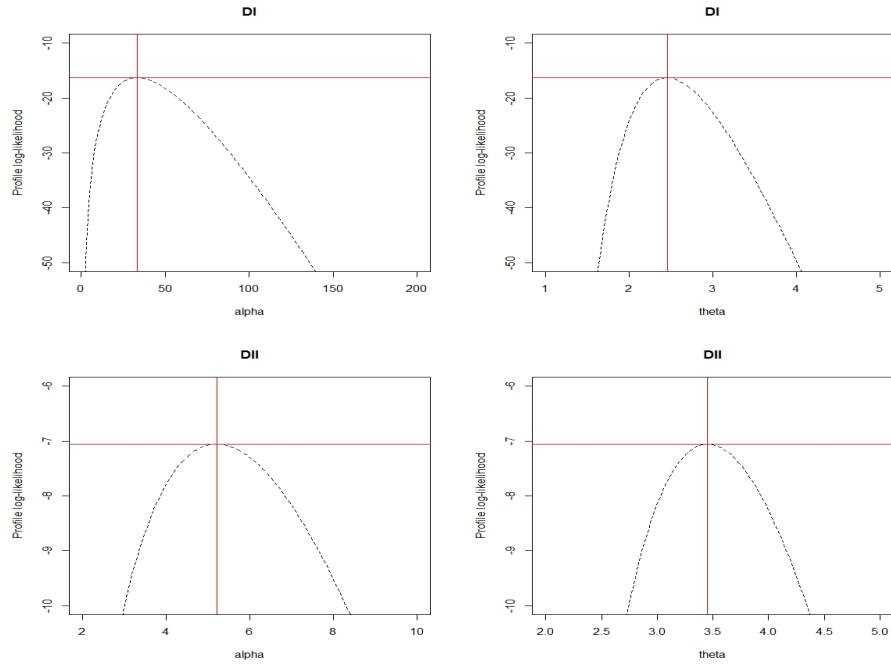 DI
Profile log-likelihood
-10
-20
-30
-40
-50
0 50 100 150 200
alpha
DI
Profile log-likelihood
-10
-20
-30
-40
-50
1 2 3 4 5
theta
DII
Profile log-likelihood
-6
-7
-8
-9
-10
2 4 6 8 10
alpha
DII
Profile log-likelihood
-6
-7
-8
-9
-10
2.0 2.5 3.0 3.5 4.0 4.5 5.0
theta